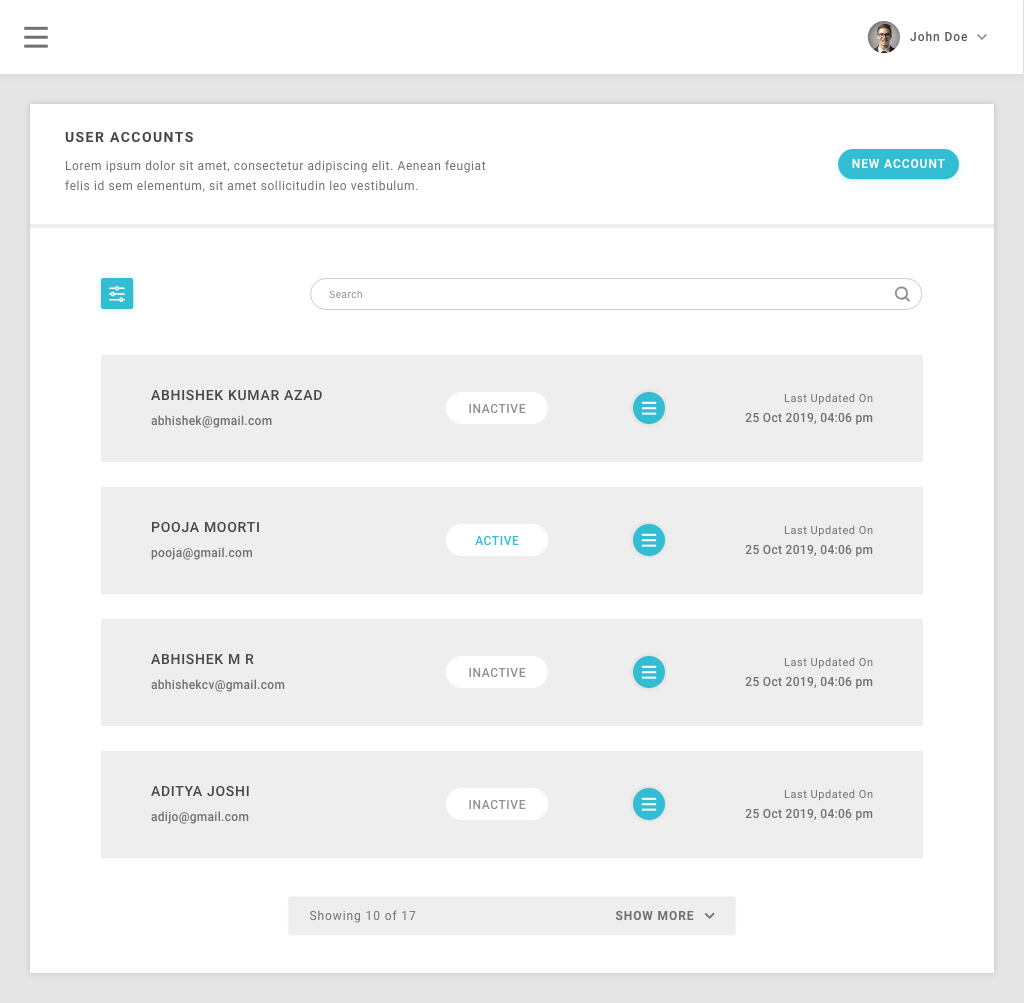 John Doe
USER ACCOUNTS
Lorem ipsum dolor sit amet, consectetur adipiscing elit. Aenean feugiat
felis id sem elementum, sit amet sollicitudin leo vestibulum.
NEW ACCOUNT
Search
ABHISHEK KUMAR AZAD
abhishek@gmail.com
INACTIVE
Last Updated On
25 Oct 2019, 04:06 pm
POOJA MOORTI
pooja@gmail.com
ACTIVE
Last Updated On
25 Oct 2019, 04:06 pm
ABHISHEK M R
abhishekcv@gmail.com
INACTIVE
Last Updated On
25 Oct 2019, 04:06 pm
ADITYA JOSHI
adijo@gmail.com
INACTIVE
Last Updated On
25 Oct 2019, 04:06 pm
Showing 10 of 17
SHOW MORE